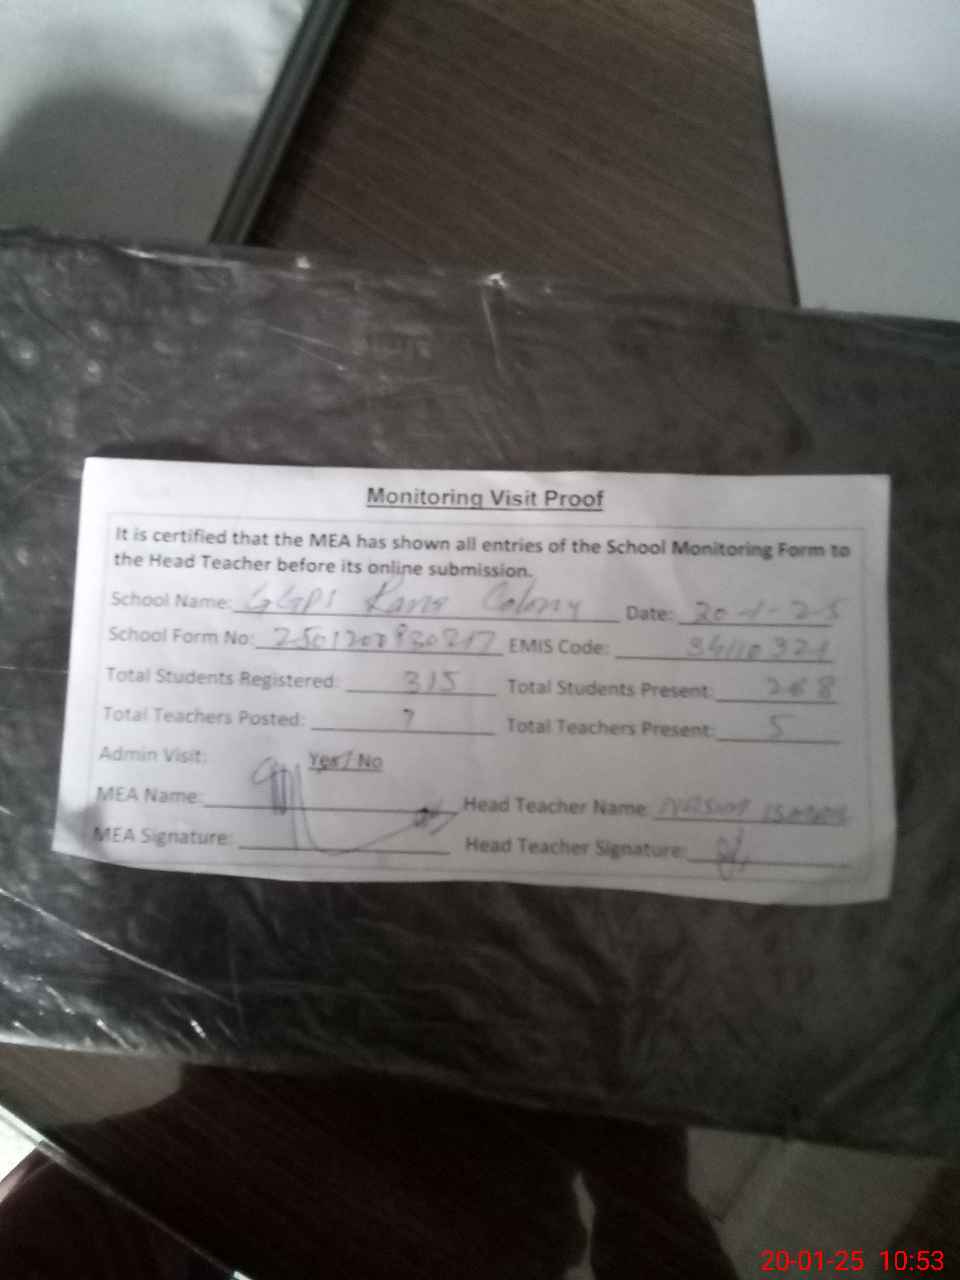 Monitoring Visit Proof
It is certified that the MEA has shown all entries of the School Monitoring Form to
the Head Teacher before its online submission.
School Name: GGPS Colony Date: 20-1-25
School Form No: EMIS Code:
Total Students Registered: 315 Total Students Present: 268
Total Teachers Posted: 7 Total Teachers Present: 5
Admin Visit: Yes / No
MEA Name: Head Teacher Name:
MEA Signature: Head Teacher Signature:
20-01-25 10:53